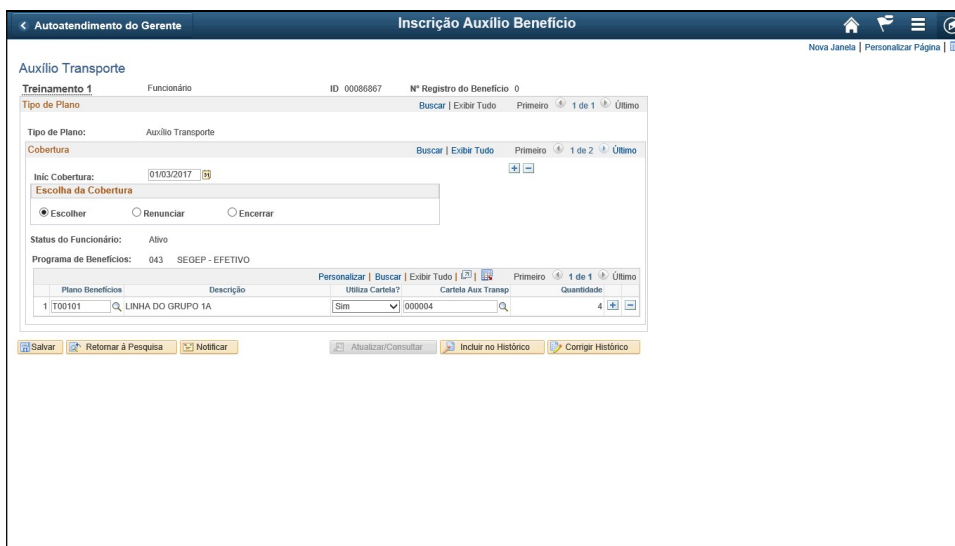 Autoatendimento do Gerente Inscrição Auxílio Benefício
Nova Janela | Personalizar Página |
Auxílio Transporte
Treinamento 1 Funcionário ID 00086867 Nº Registro do Benefício 0
Tipo de Plano Buscar | Exibir Tudo Primeiro 1 de 1 Último
Tipo de Plano: Auxílio Transporte
Cobertura Buscar | Exibir Tudo Primeiro 1 de 2 Último
Iníc Cobertura: 01/03/2017
Escolha da Cobertura
Escolher Renunciar Encerrar
Status do Funcionário: Ativo
Programa de Benefícios: 043 SEGEP - EFETIVO
Personalizar | Buscar | Exibir Tudo | | Primeiro 1 de 1 Último
Plano Benefícios Descrição Utiliza Cartela? Cartela Aux Transp Quantidade
1 T00101 LINHA DO GRUPO 1A Sim 000004 4
Salvar Retornar à Pesquisa Notificar Atualizar/Consultar Incluir no Histórico Corrigir Histórico